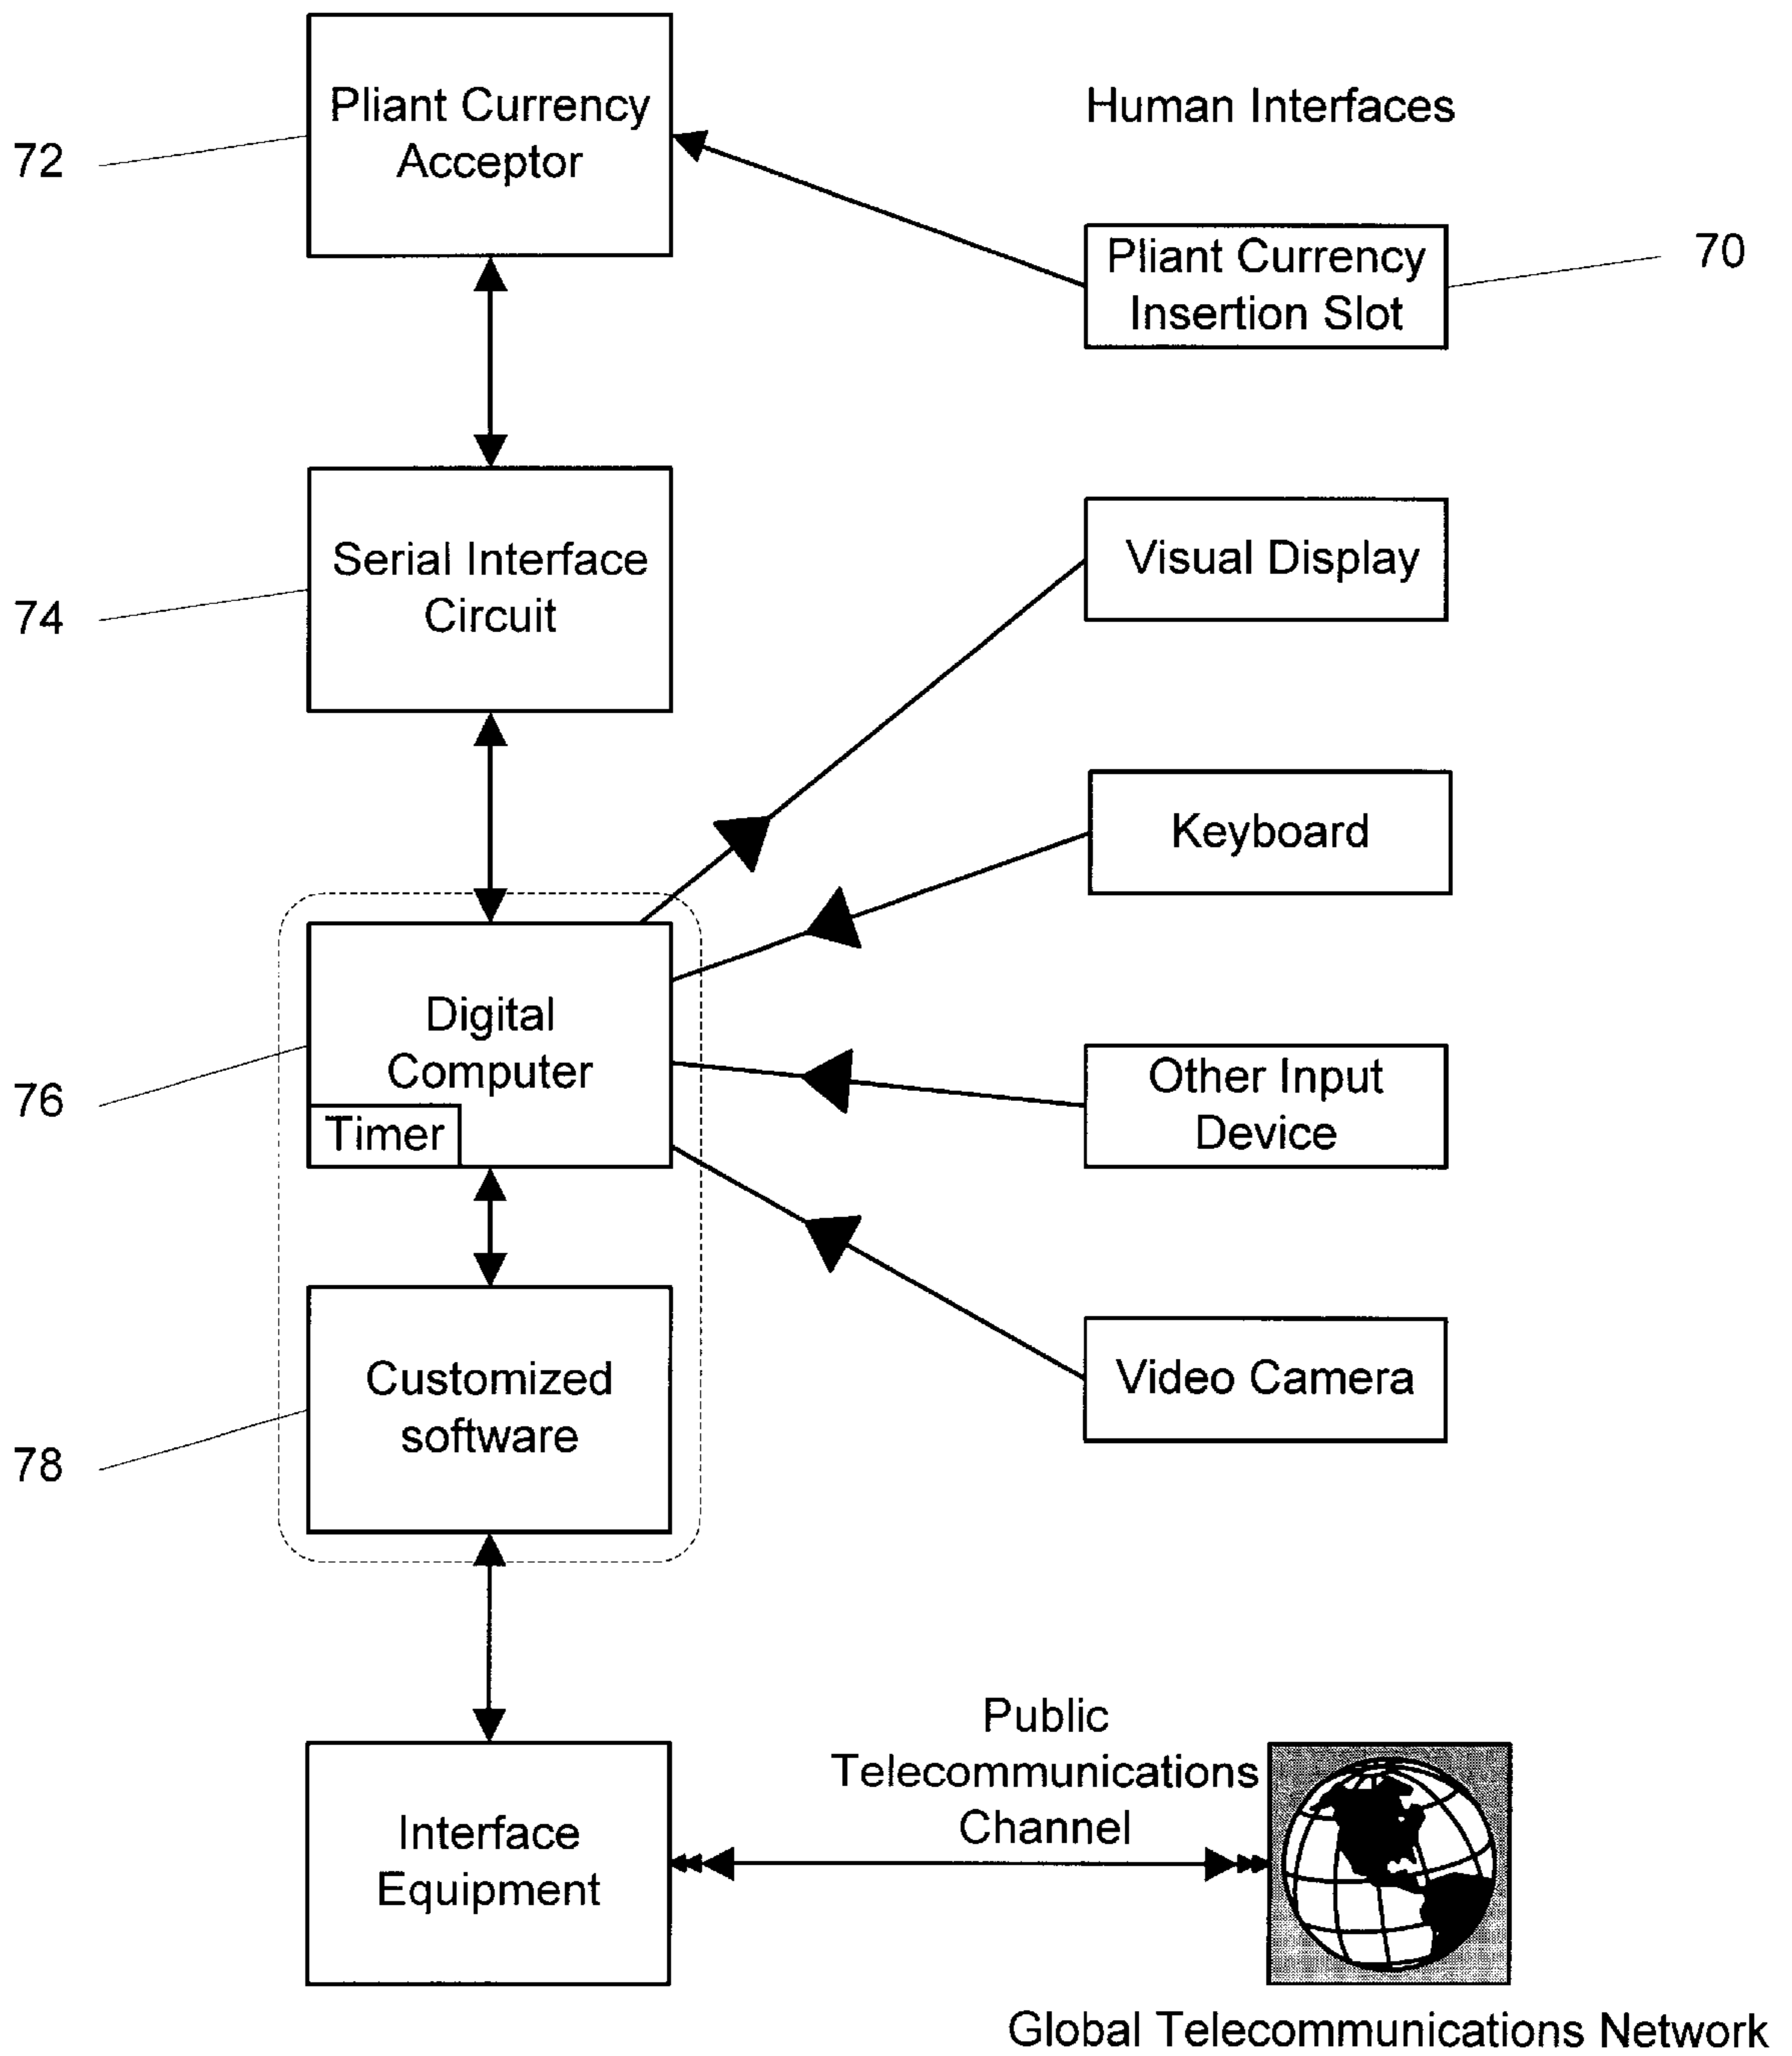 Pliant Currency
Acceptor
72
Human Interfaces
Pliant Currency
Insertion Slot
70
Serial Interface
Circuit
74
Visual Display
Keyboard
Digital
Computer
Timer
76
Other Input
Device
Customized
software
78
Video Camera
Interface
Equipment
Public
Telecommunications
Channel
Global Telecommunications Network